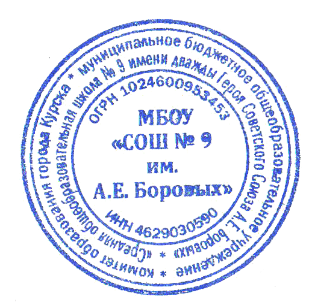 * муниципальное бюджетное общеобразовательное учреждение * комитет образования города Курска
* «Средняя общеобразовательная школа № 9 имени дважды Героя Советского Союза А.Е. Боровых»
ОГРН 1024600953453
МБОУ
«СОШ № 9
им.
А.Е. Боровых»
ИНН 4629030590